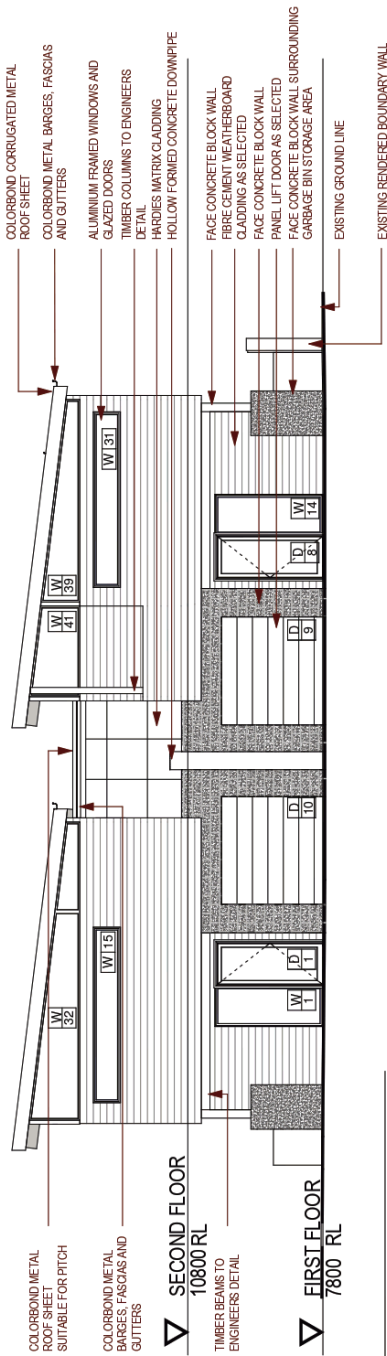 COLORBOND METAL
ROOF SHEET
SUITABLE FOR PITCH
COLORBOND METAL
BARGES, FASCIAS AND
GUTTERS
SECOND FLOOR
10800 RL
TIMBER BEAMS TO
ENGINEERS DETAIL
FIRST FLOOR
7800 RL
W
32
W 15
W
1
D
1
D
10
D
9
W
41
W
39
W 31
D
8
W
14
COLORBOND CORRUGATED METAL
ROOF SHEET
COLORBOND METAL BARGES, FASCIAS
AND GUTTERS
ALUMINIUM FRAMED WINDOWS AND
GLAZED DOORS
TIMBER COLUMNS TO ENGINEERS
DETAIL
HARDIES MATRIX CLADDING
HOLLOW FORMED CONCRETE DOWNPIPE
FACE CONCRETE BLOCK WALL
FIBRE CEMENT WEATHERBOARD
CLADDING AS SELECTED
FACE CONCRETE BLOCK WALL
PANEL LIFT DOOR AS SELECTED
FACE CONCRETE BLOCK WALL SURROUNDING
GARBAGE BIN STORAGE AREA
EXISTING GROUND LINE
EXISTING RENDERED BOUNDARY WALL